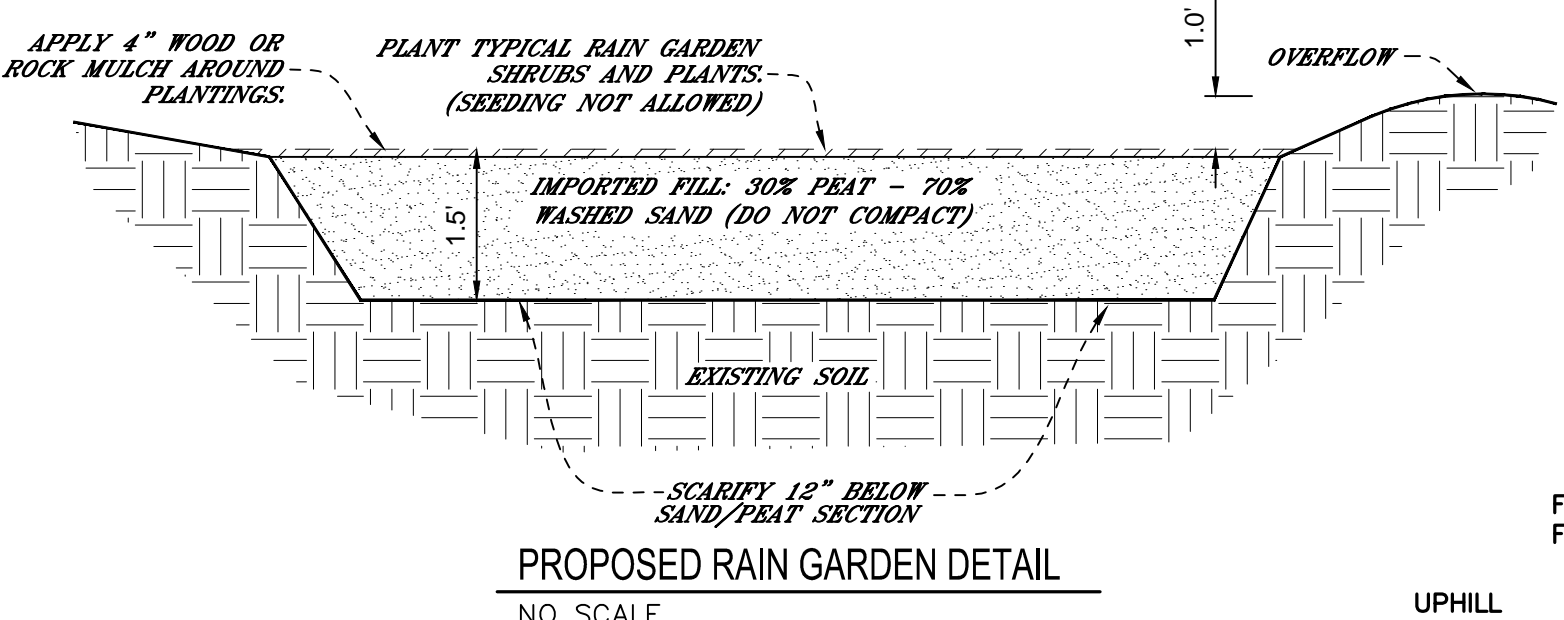 1.0'
APPLY 4" WOOD OR
ROCK MULCH AROUND
PLANTINGS.
PLANT TYPICAL RAIN GARDEN
SHRUBS AND PLANTS.
(SEEDING NOT ALLOWED)
OVERFLOW
IMPORTED FILL: 30% PEAT - 70%
WASHED SAND (DO NOT COMPACT)
1.5'
EXISTING SOIL
SCARIFY 12" BELOW
SAND/PEAT SECTION
PROPOSED RAIN GARDEN DETAIL
NO SCALE
F
F
UPHILL